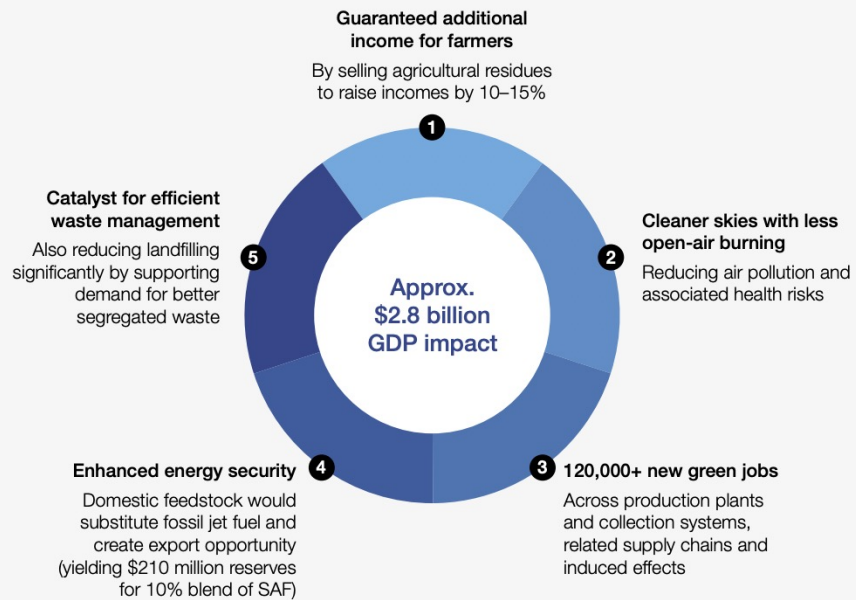 Guaranteed additional
income for farmers
By selling agricultural residues
to raise incomes by 10–15%
1
Cleaner skies with less
open-air burning
Reducing air pollution and
associated health risks
2
120,000+ new green jobs
Across production plants
and collection systems,
related supply chains and
induced effects
3
Enhanced energy security
Domestic feedstock would
substitute fossil jet fuel and
create export opportunity
(yielding $210 million reserves
for 10% blend of SAF)
4
Catalyst for efficient
waste management
Also reducing landfilling
significantly by supporting
demand for better
segregated waste
5
Approx.
$2.8 billion
GDP impact